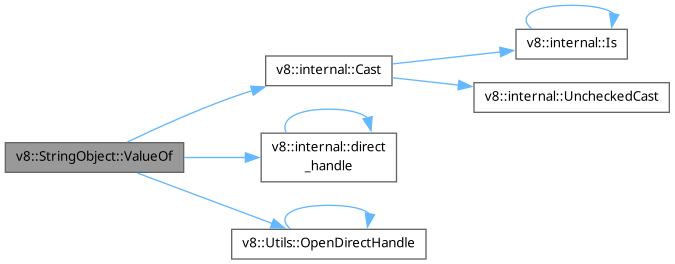 v8::internal::Is
v8::internal::Cast
v8::internal::UncheckedCast
v8::StringObject::ValueOf
v8::internal::direct
_handle
v8::Utils::OpenDirectHandle